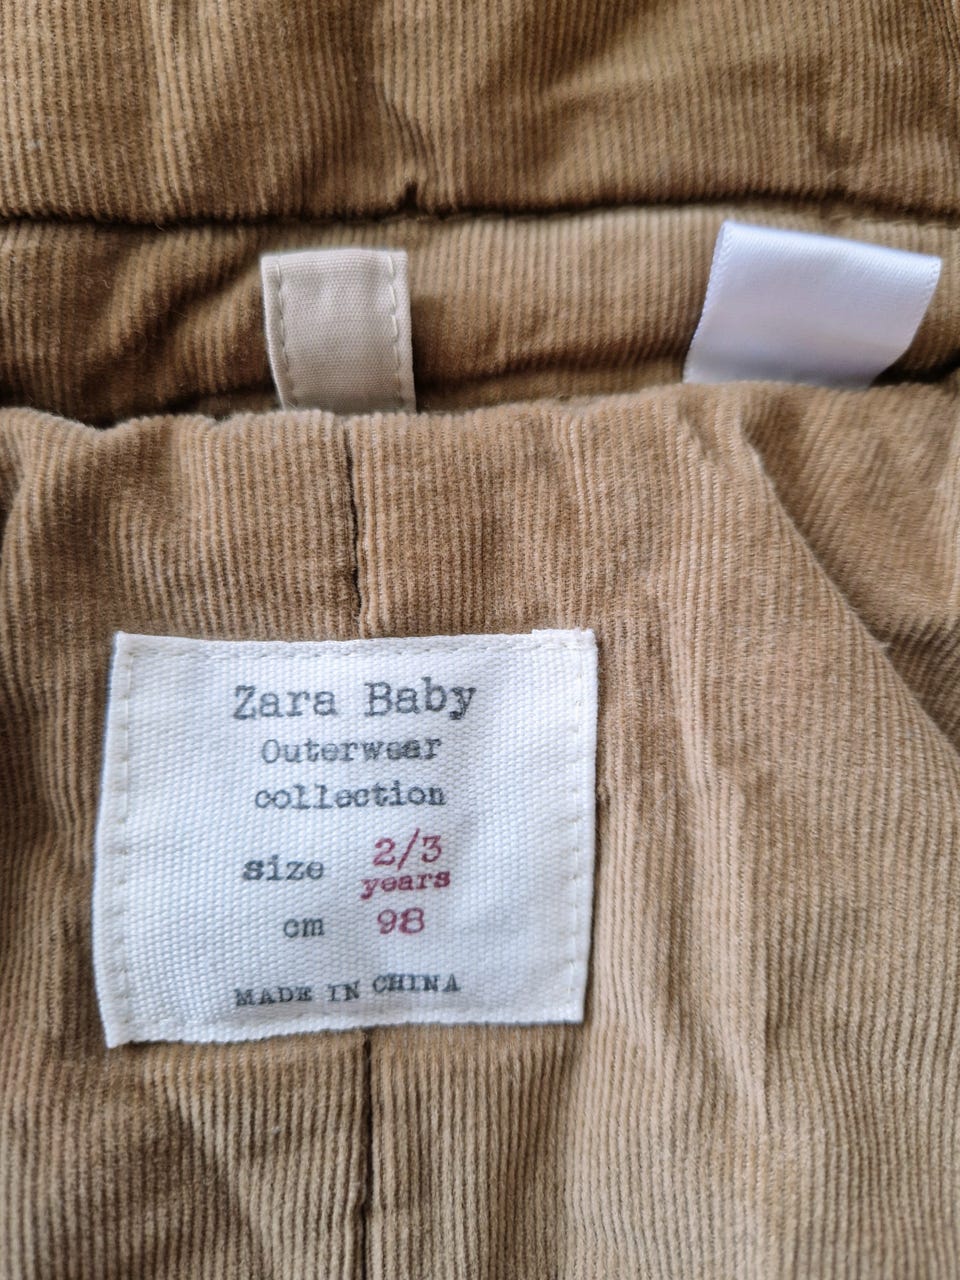 Zara Baby
Outerwear
collection
size 2/3
years
cm 98
MADE IN CHINA